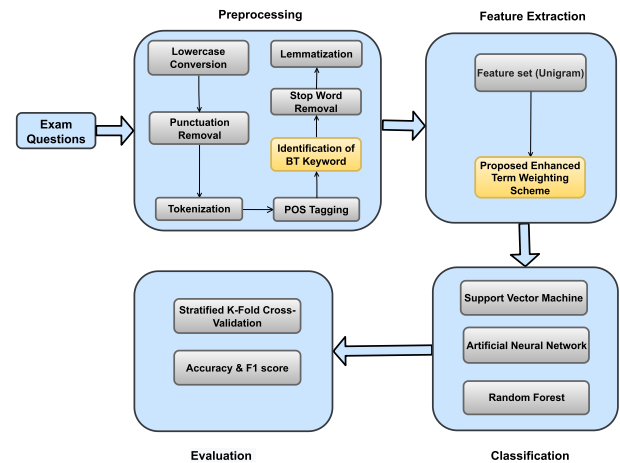 Preprocessing
Feature Extraction
Exam
Questions
Lowercase
Conversion
Punctuation
Removal
Tokenization
POS Tagging
Identification of
BT Keyword
Stop Word
Removal
Lemmatization
Feature set (Unigram)
Proposed Enhanced
Term Weighting
Scheme
Support Vector Machine
Artificial Neural Network
Random Forest
Classification
Stratified K-Fold Cross-
Validation
Accuracy & F1 score
Evaluation